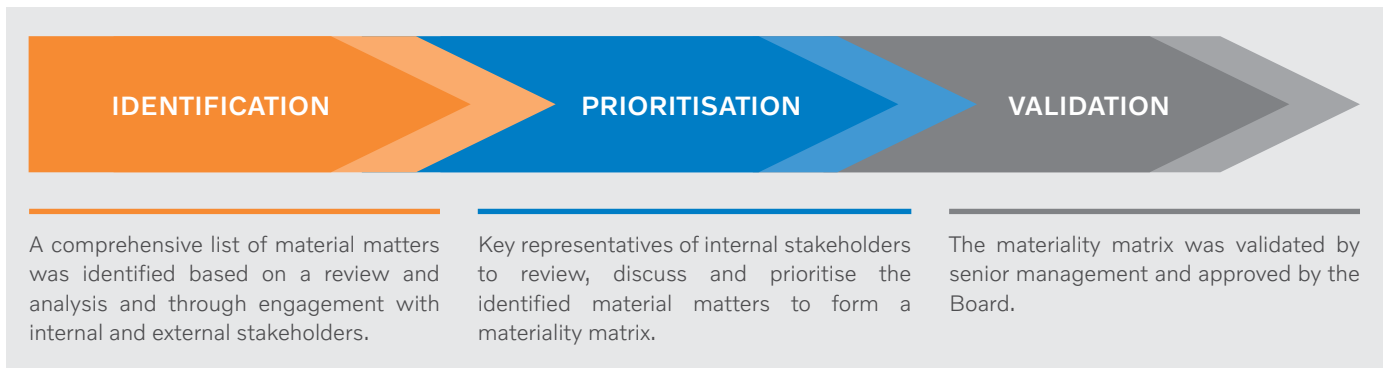 IDENTIFICATION
PRIORITISATION
VALIDATION
A comprehensive list of material matters
was identified based on a review and
analysis and through engagement with
internal and external stakeholders.
Key representatives of internal stakeholders
to review, discuss and prioritise the
identified material matters to form a
materiality matrix.
The materiality matrix was validated by
senior management and approved by the
Board.